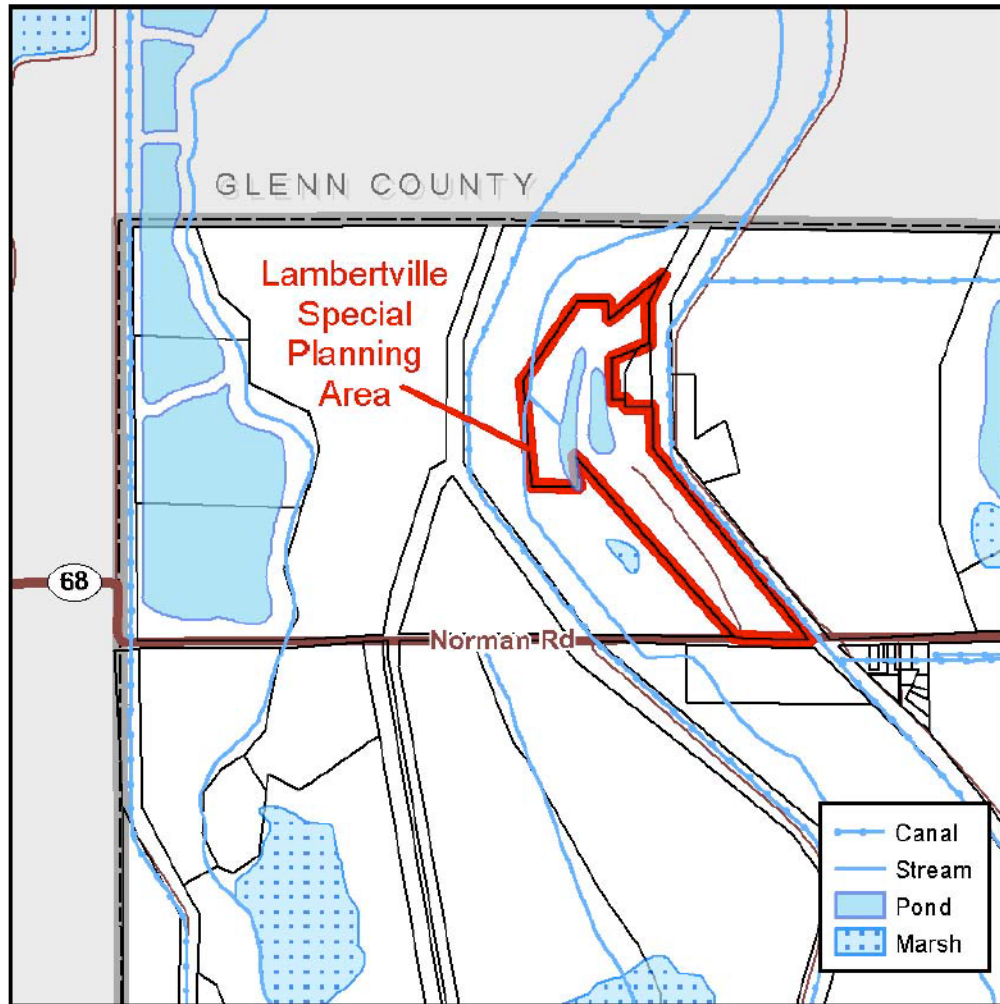 GLENN COUNTY
Lambertville
Special
Planning
Area
68
Norman Rd
Canal
Stream
Pond
Marsh